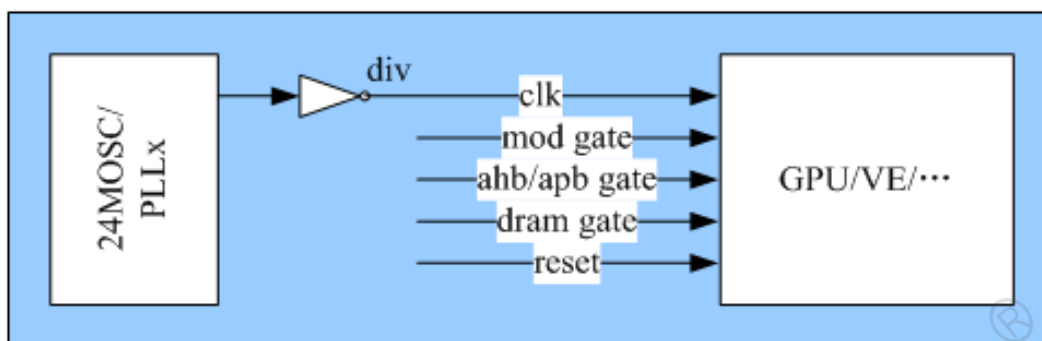 24MOSC/
PLLx
div
clk
mod gate
ahb/apb gate
dram gate
reset
GPU/VE/⋯
R